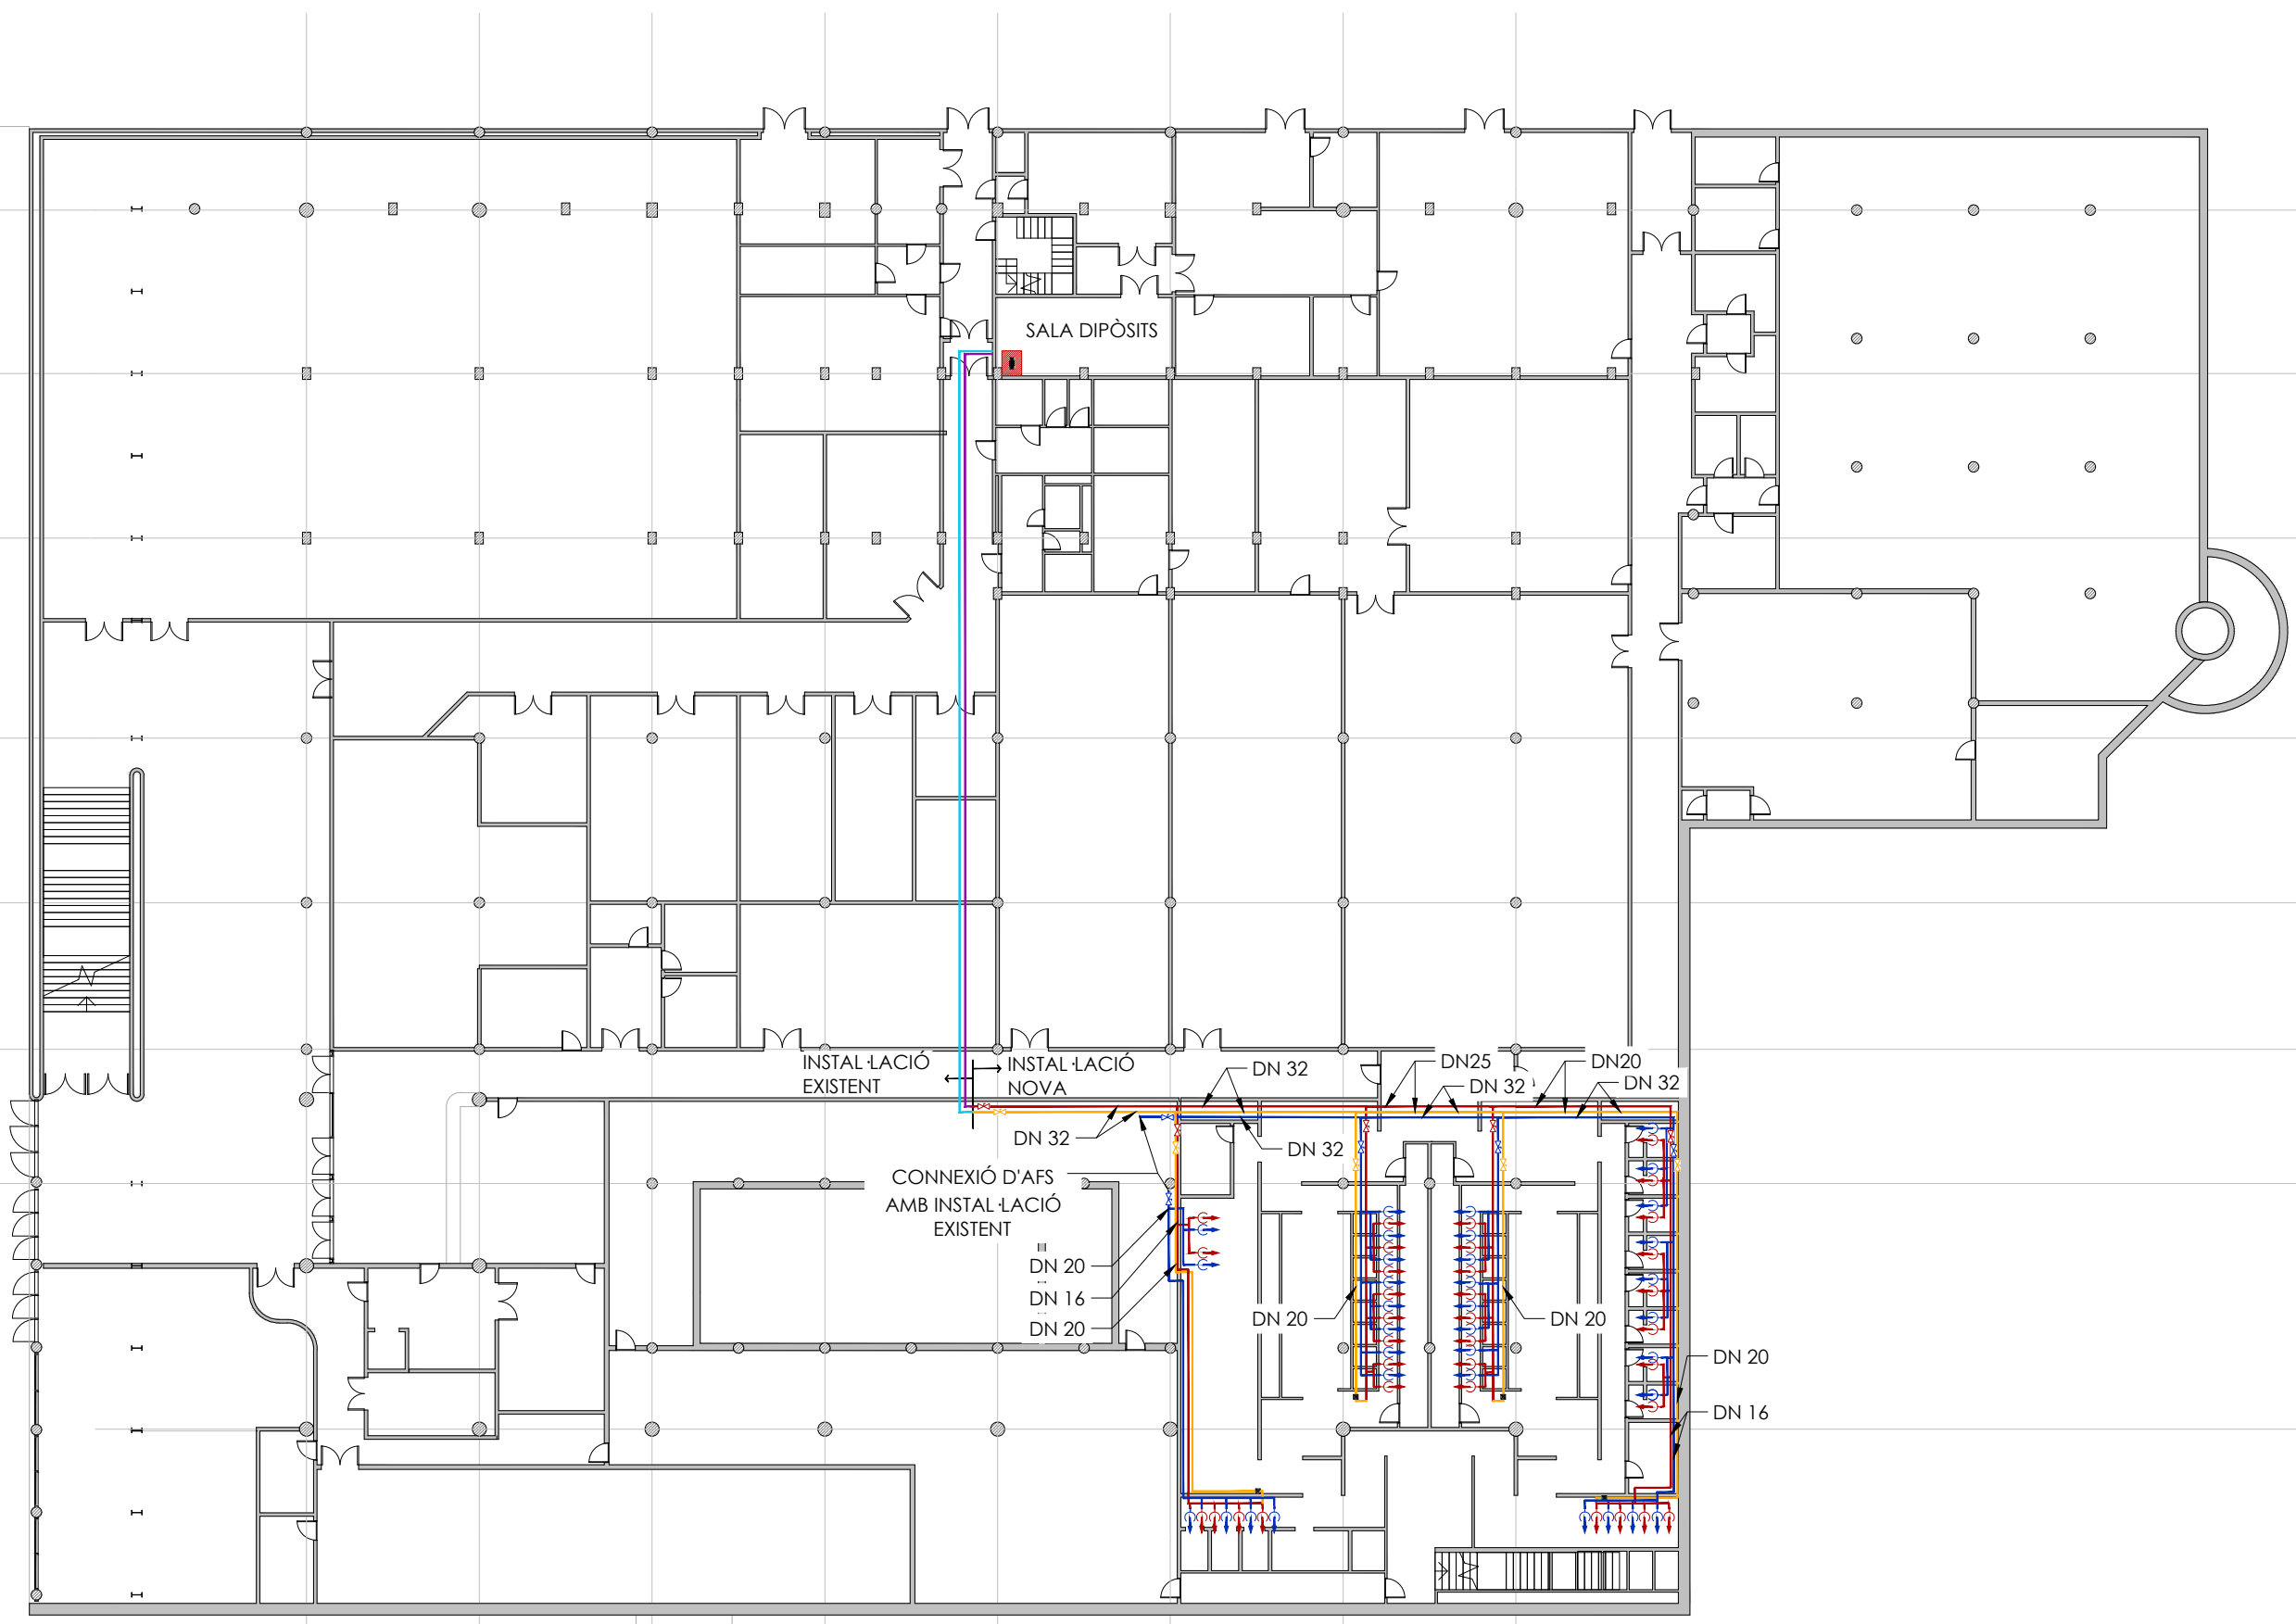 SALA DIPÒSITS
INSTAL·LACIÓ
EXISTENT
INSTAL·LACIÓ
NOVA
DN 32
DN25
DN 32
DN20
DN 32
DN 32
DN 32
CONNEXIÓ D'AFS
AMB INSTAL·LACIÓ
EXISTENT
DN 20
DN 16
DN 20
DN 20
DN 20
DN 20
DN 16